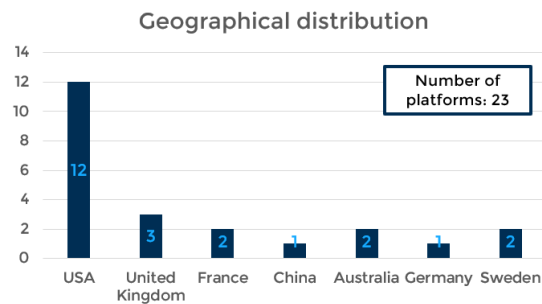 Geographical distribution
14
12
10
8
6
4
2
0
Number of
platforms: 23
12
3
2
1
2
1
2
USA
United
Kingdom
France
China
Australia
Germany
Sweden